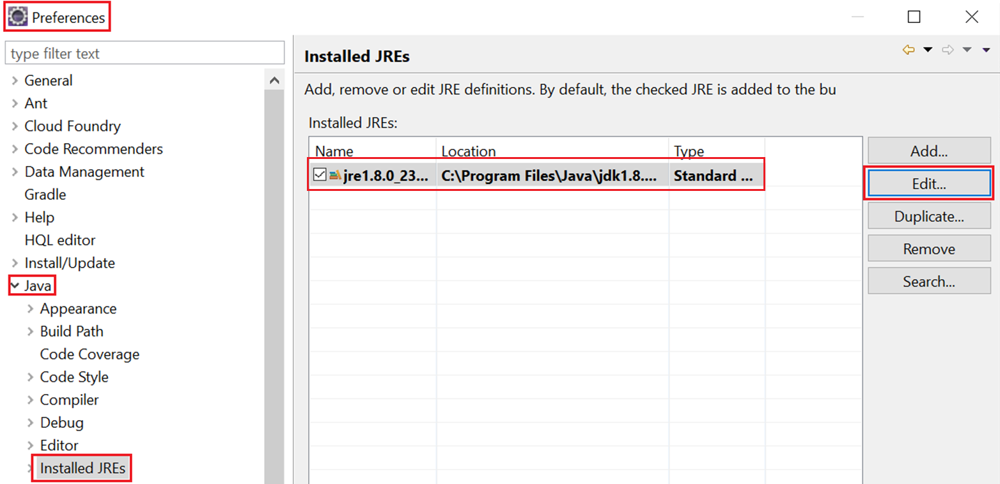 Preferences
type filter text
General
Ant
Cloud Foundry
Code Recommenders
Data Management
Gradle
Help
HQL editor
Install/Update
Java
Appearance
Build Path
Code Coverage
Code Style
Compiler
Debug
Editor
Installed JREs
Installed JREs
Add, remove or edit JRE definitions. By default, the checked JRE is added to the bu
Installed JREs:
Name Location Type
jre1.8.0_23... C:\Program Files\Java\jdk1.8.... Standard ...
Add...
Edit...
Duplicate...
Remove
Search...